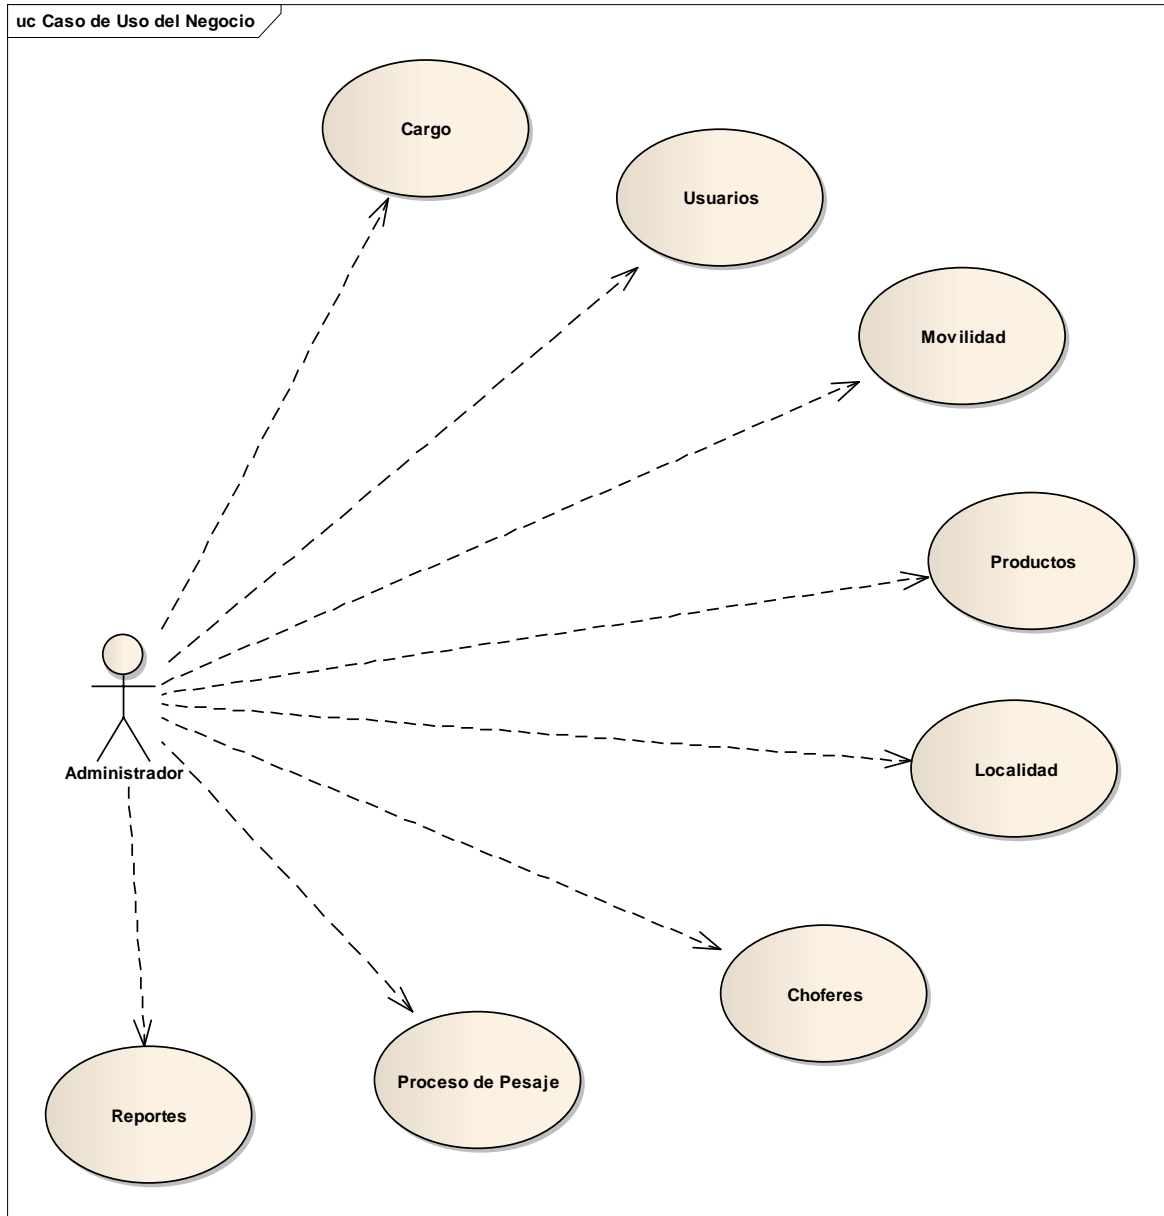 uc Caso de Uso del Negocio
Cargo
Usuarios
Movilidad
Productos
Administrador
Localidad
Choferes
Proceso de Pesaje
Reportes